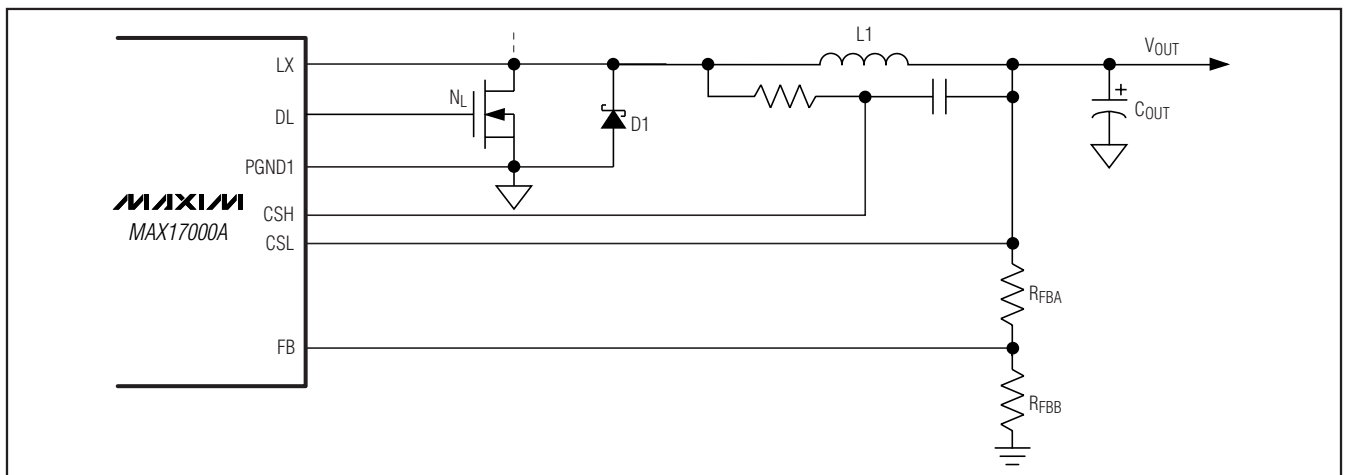 L1
VOUT
LX
NL
DL
D1
+
COUT
PGND1
MAXIM
MAX17000A
CSH
CSL
RFBA
FB
RFBB